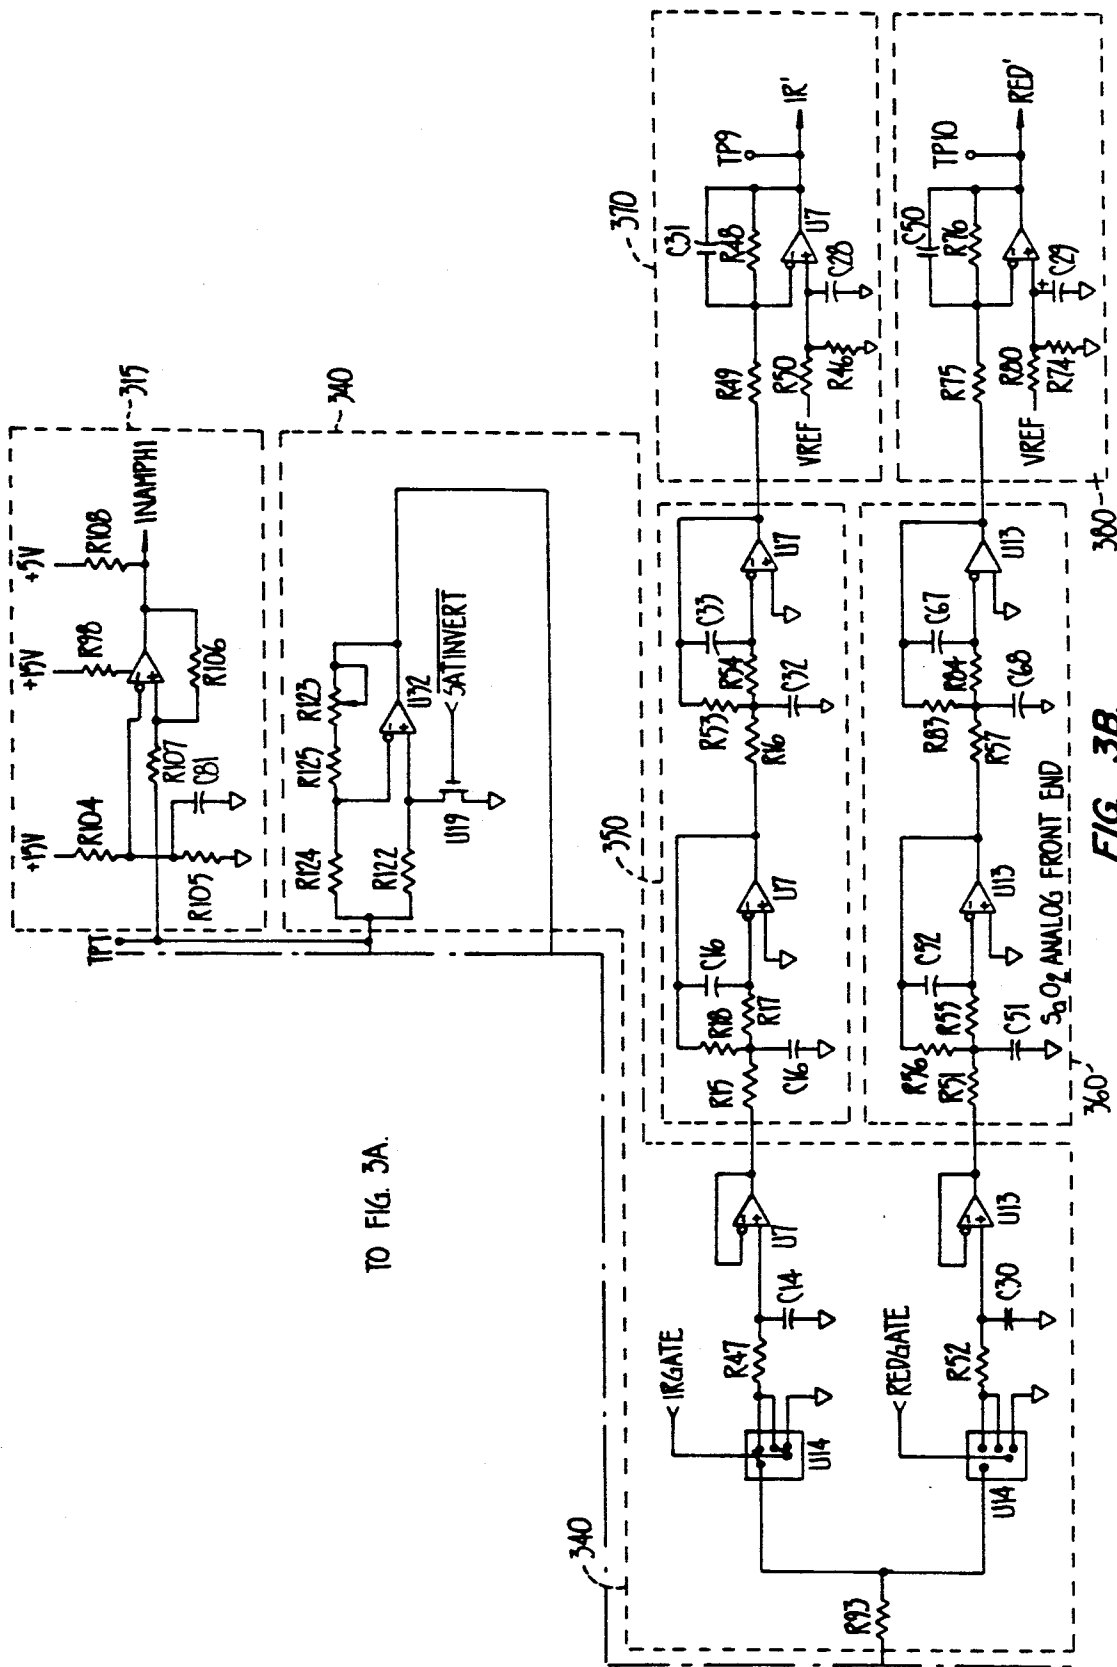 315
+15V
+15V
+5V
R104
R98
R108
INAMPHI
R107
R106
C81
R105
TP7
340
R124
R125
R123
R122
U32
U19
SATINVERT
TO FIG. 3A.
340
R93
IRGATE
U14
R47
C14
U7
REDGATE
U14
R52
C30
U13
350
R15
R18
R17
C16
C16
U7
R16
R53
R54
C33
C32
U7
360
R51
R56
R55
C52
C51
U13
R57
R83
R84
C67
C68
U13
SaO2 ANALOG FRONT END
370
R49
C31
R48
U7
TP9
IR'
VREF
R50
R46
C28
380
R75
C50
R76
TP10
RED'
VREF
R80
R74
+
C29
FIG. 3B.